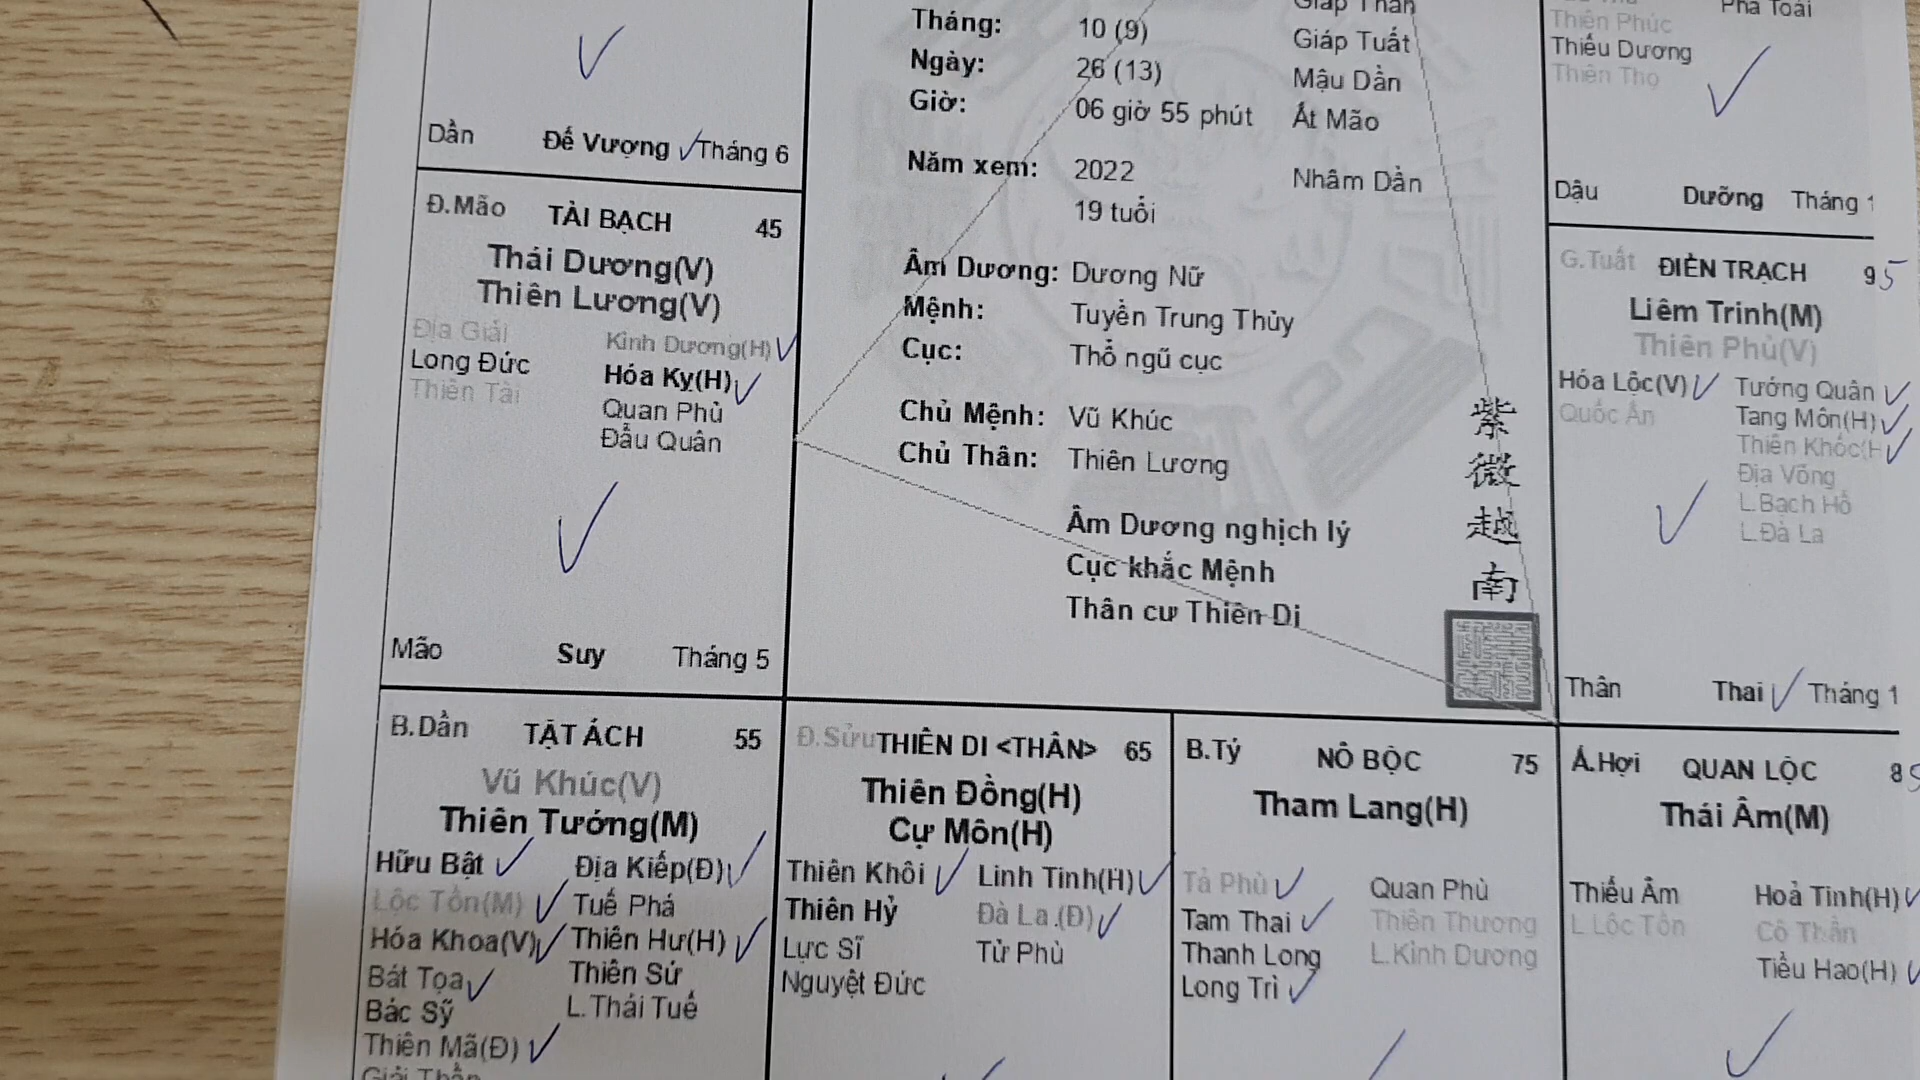 Dần Đế Vượng Tháng 6
Tháng: 10 (9) Giáp Tuất
Ngày: 26 (13) Mậu Dần
Giờ: 06 giờ 55 phút Ất Mão
Năm xem: 2022 Nhâm Dần
19 tuổi
Âm Dương: Dương Nữ
Mệnh: Tuyền Trung Thủy
Cục: Thổ ngũ cục
Chủ Mệnh: Vũ Khúc
Chủ Thân: Thiên Lương
Âm Dương nghịch lý
Cục khắc Mệnh
Thân cư Thiên Di
紫微越南
Phá Toái
Thiên Phúc
Thiếu Dương
Thiên Thọ
Dậu Dưỡng Tháng 1
Đ.Mão TÀI BẠCH 45
Thái Dương(V)
Thiên Lương(V)
Địa Giải Kình Dương(H)
Long Đức Hóa Kỵ(H)
Thiên Tài Quan Phủ
Đẩu Quân
Mão Suy Tháng 5
G.Tuất ĐIỀN TRẠCH 95
Liêm Trinh(M)
Thiên Phủ(V)
Hóa Lộc(V) Tướng Quân
Quốc Ấn Tang Môn(H)
Thiên Khốc(H
Địa Võng
L.Bạch Hổ
L.Đà La
Thân Thai Tháng 1
B.Dần TẬT ÁCH 55
Vũ Khúc(V)
Thiên Tướng(M)
Hữu Bật Địa Kiếp(Đ)
Lộc Tồn(M) Tuế Phá
Hóa Khoa(V) Thiên Hư(H)
Bát Tọa Thiên Sứ
Bác Sỹ L.Thái Tuế
Thiên Mã(Đ)
Giải Thần
Đ.Sửu THIÊN DI <THÂN> 65
Thiên Đồng(H)
Cự Môn(H)
Thiên Khôi Linh Tinh(H)
Thiên Hỷ Đà La.(Đ)
Lực Sĩ Tử Phù
Nguyệt Đức
B.Tý NÔ BỘC 75
Tham Lang(H)
Tả Phù Quan Phù
Tam Thai Thiên Thương
Thanh Long L.Kình Dương
Long Trì
Ấ.Hợi QUAN LỘC 85
Thái Âm(M)
Thiếu Âm Hoả Tinh(H)
L.Lộc Tồn Cô Thần
Tiểu Hao(H)